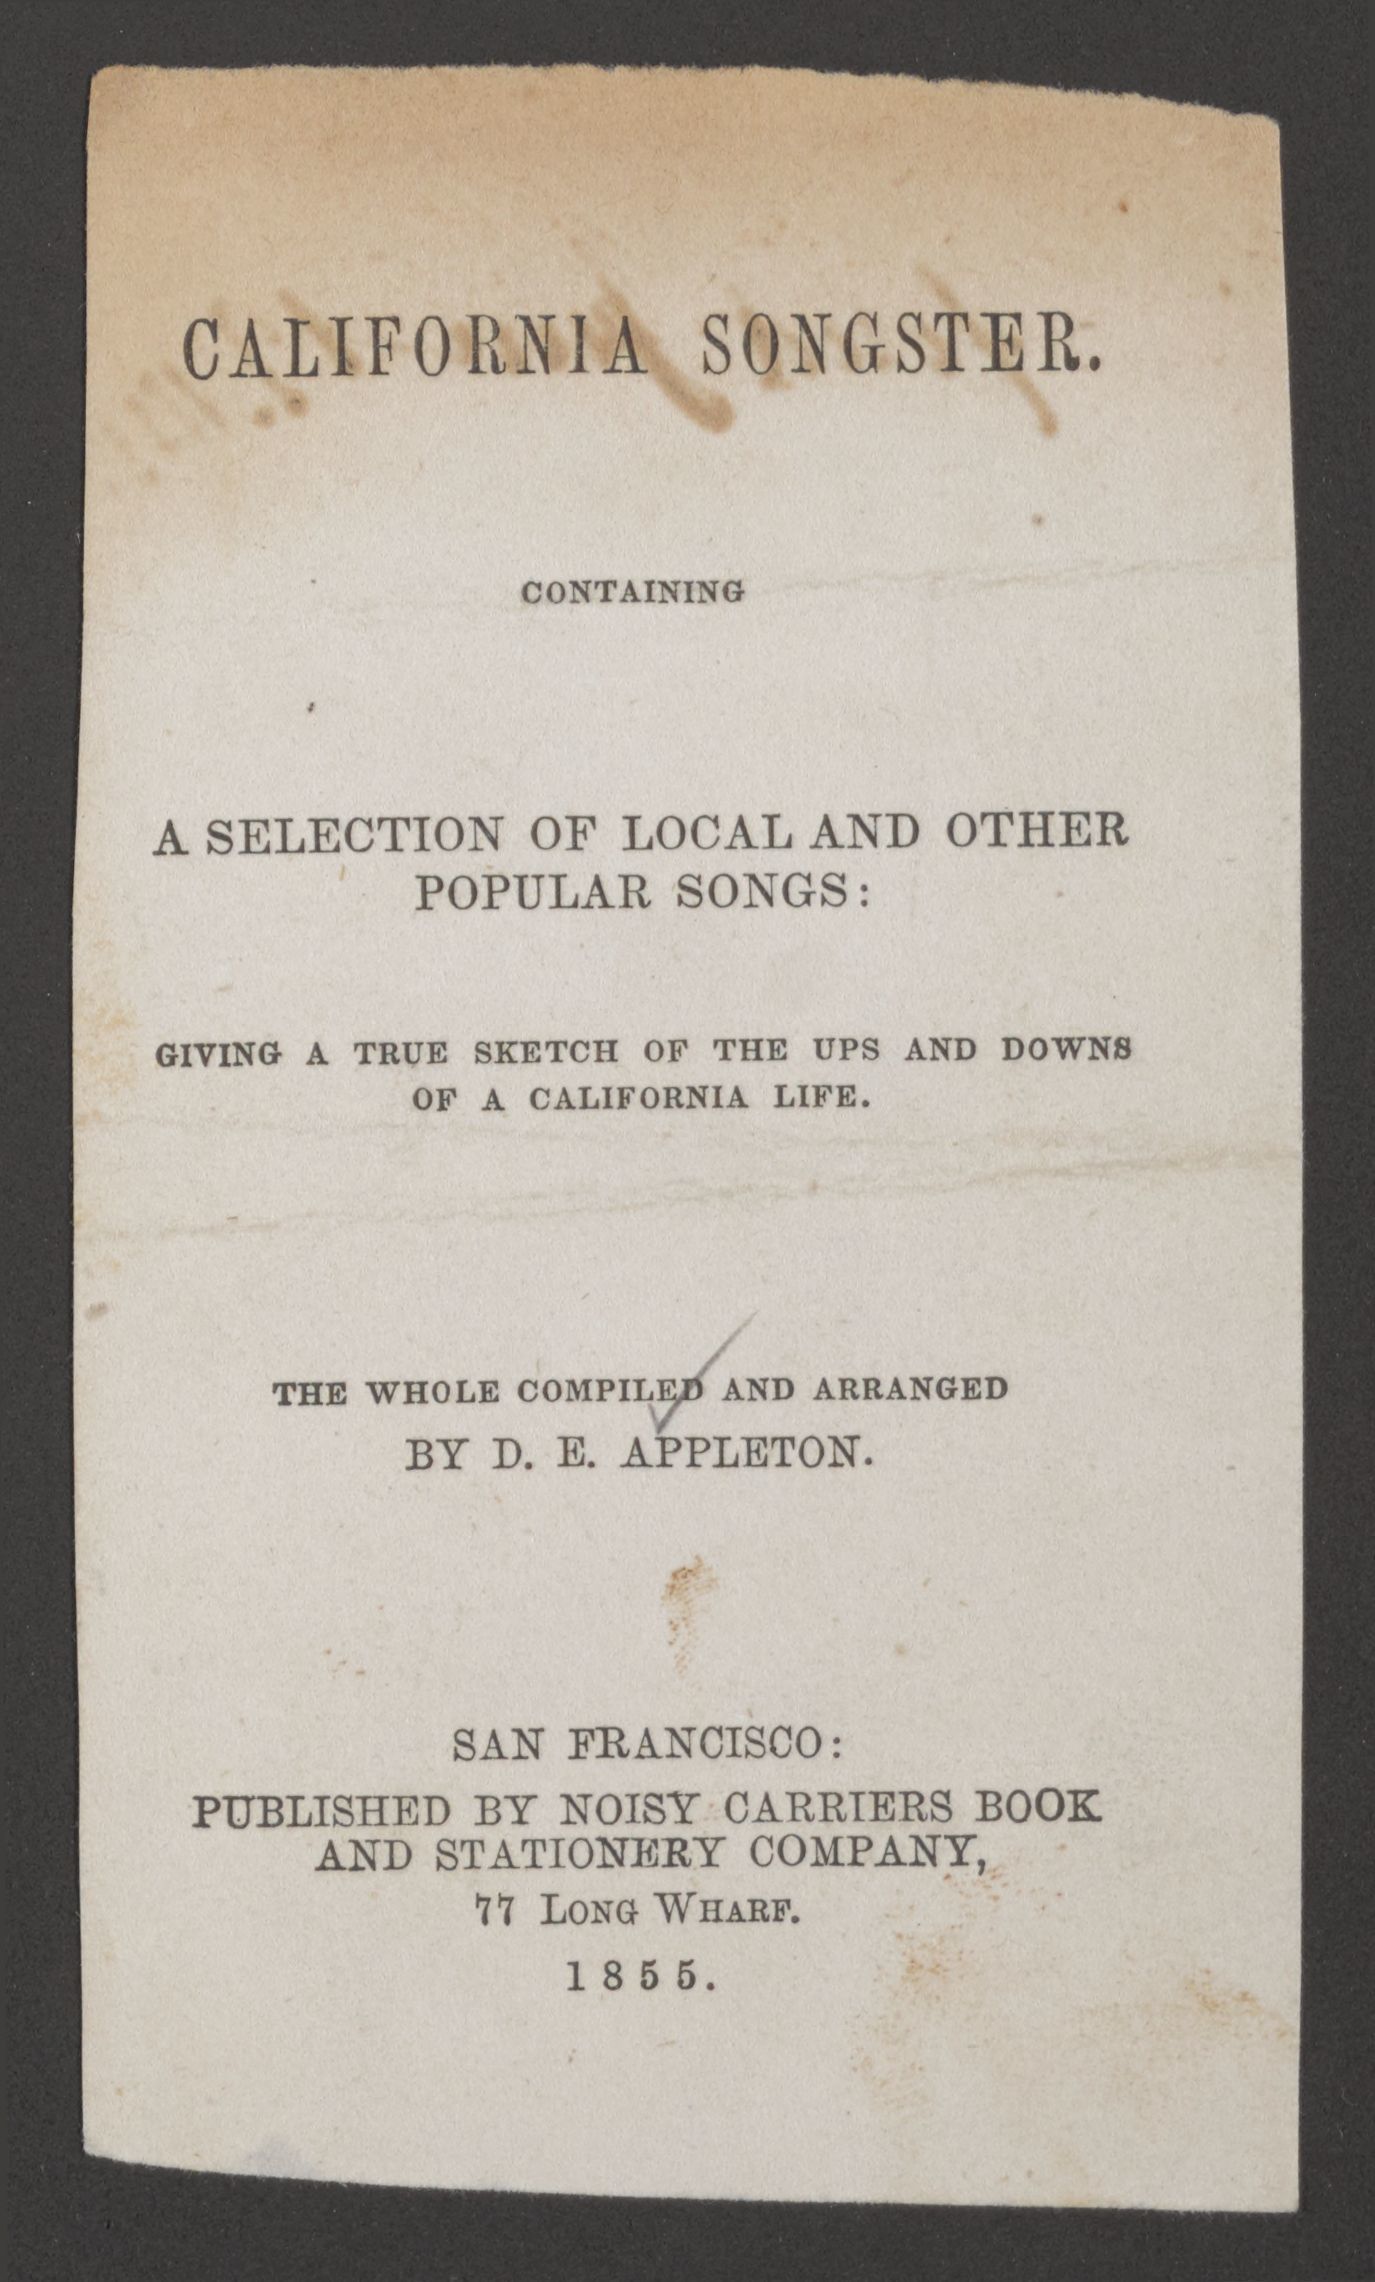 CALIFORNIA SONGSTER.
CONTAINING
A SELECTION OF LOCAL AND OTHER
POPULAR SONGS:
GIVING A TRUE SKETCH OF THE UPS AND DOWNS
OF A CALIFORNIA LIFE.
THE WHOLE COMPILED AND ARRANGED
BY D. E. APPLETON.
SAN FRANCISCO:
PUBLISHED BY NOISY CARRIERS BOOK
AND STATIONERY COMPANY,
77 LONG WHARF.
1855.